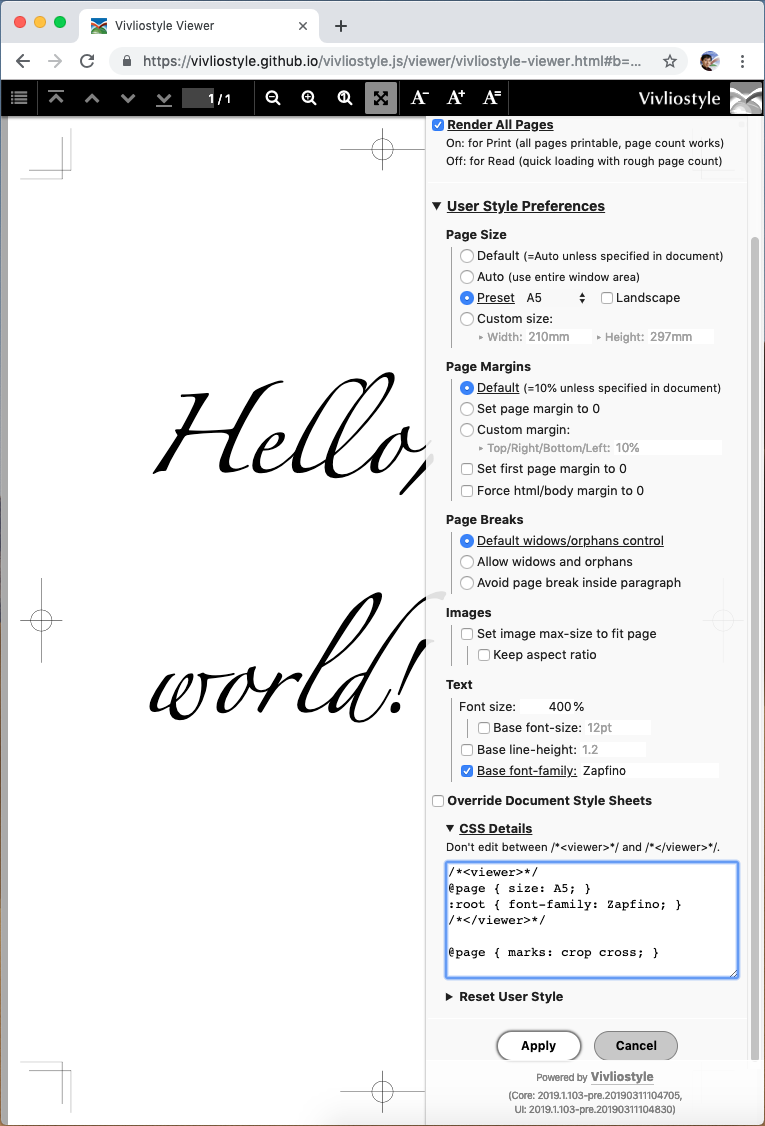 Vivliostyle Viewer
https://vivliostyle.github.io/vivliostyle.js/viewer/vivliostyle-viewer.html#b=...
1 / 1
A- A+ A=
Vivliostyle
Hello,
world!
Render All Pages
On: for Print (all pages printable, page count works)
Off: for Read (quick loading with rough page count)
User Style Preferences
Page Size
Default (=Auto unless specified in document)
Auto (use entire window area)
Preset A5 Landscape
Custom size:
Width: 210mm Height: 297mm
Page Margins
Default (=10% unless specified in document)
Set page margin to 0
Custom margin:
Top/Right/Bottom/Left: 10%
Set first page margin to 0
Force html/body margin to 0
Page Breaks
Default widows/orphans control
Allow widows and orphans
Avoid page break inside paragraph
Images
Set image max-size to fit page
Keep aspect ratio
Text
Font size: 400%
Base font-size: 12pt
Base line-height: 1.2
Base font-family: Zapfino
Override Document Style Sheets
CSS Details
Don't edit between /*<viewer>*/ and /*</viewer>*/.
/*<viewer>*/
@page { size: A5; }
:root { font-family: Zapfino; }
/*</viewer>*/
@page { marks: crop cross; }
Reset User Style
Apply Cancel
Powered by Vivliostyle
(Core: 2019.1.103-pre.20190311104705,
UI: 2019.1.103-pre.20190311104830)